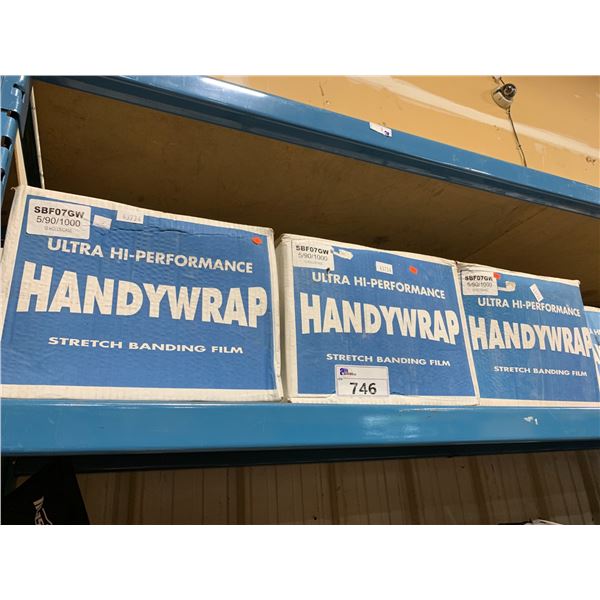 SBF07GW
5/90/1000
43734
ULTRA HI-PERFORMANCE
HANDYWRAP
STRETCH BANDING FILM
SBF07GW
5/90/1000
ULTRA HI-PERFORMANCE
HANDYWRAP
STRETCH BANDING FILM
746
SBF07GW
5/90/1000
ULTRA HI-PERFORMANCE
HANDYWRAP
STRETCH BANDING FILM